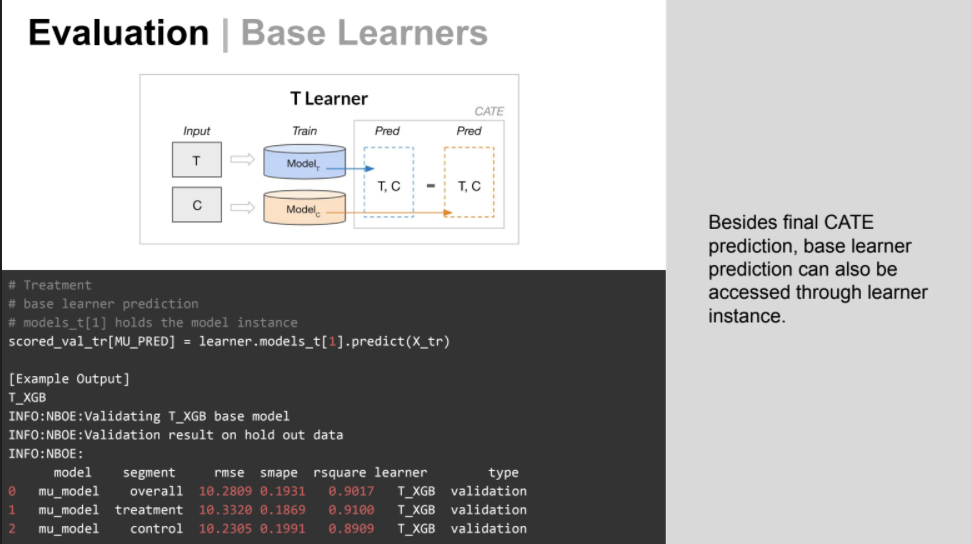 Evaluation | Base Learners
T Learner
CATE
Input Train Pred Pred
T Model_T T, C - T, C
C Model_C
# Treatment
# base learner prediction
# models_t[1] holds the model instance
scored_val_tr[MU_PRED] = learner.models_t[1].predict(X_tr)
[Example Output]
T_XGB
INFO:NBOE:Validating T_XGB base model
INFO:NBOE:Validation result on hold out data
INFO:NBOE:
model segment rmse smape rsquare learner type
0 mu_model overall 10.2809 0.1931 0.9017 T_XGB validation
1 mu_model treatment 10.3320 0.1869 0.9100 T_XGB validation
2 mu_model control 10.2305 0.1991 0.8909 T_XGB validation
Besides final CATE
prediction, base learner
prediction can also be
accessed through learner
instance.